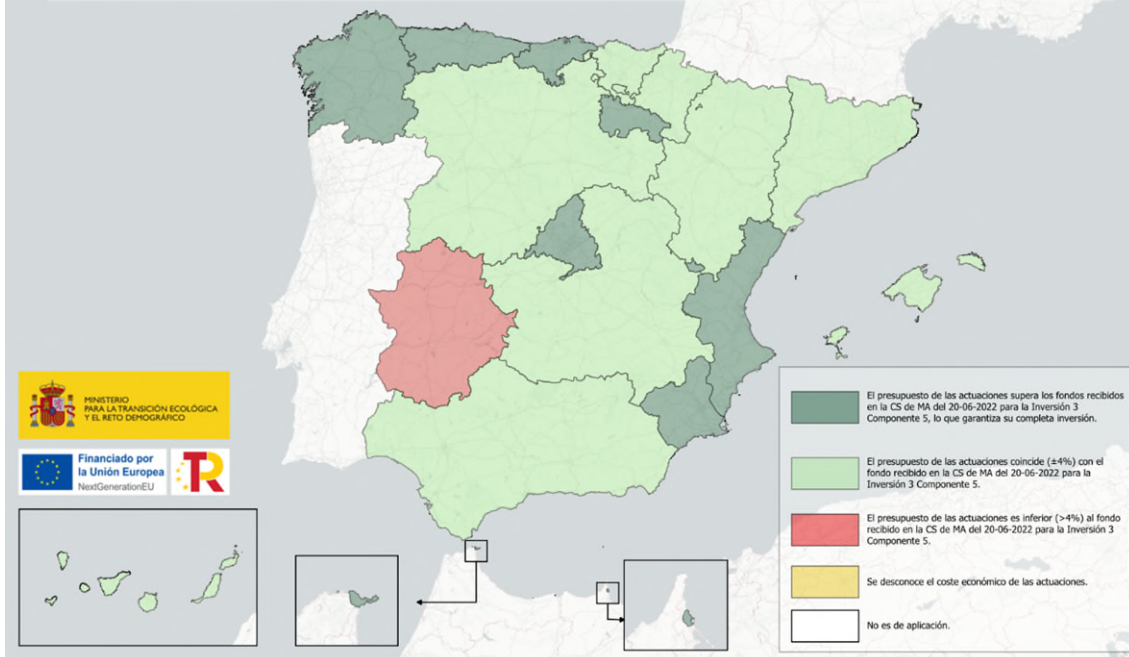 MINISTERIO
PARA LA TRANSICIÓN ECOLÓGICA
Y EL RETO DEMOGRÁFICO
Financiado por
la Unión Europea
NextGenerationEU
TR
El presupuesto de las actuaciones supera los fondos recibidos
en la CS de MA del 20-06-2022 para la Inversión 3
Componente 5, lo que garantiza su completa inversión.
El presupuesto de las actuaciones coincide (±4%) con el
fondo recibido en la CS de MA del 20-06-2022 para la
Inversión 3 Componente 5.
El presupuesto de las actuaciones es inferior (>4%) al fondo
recibido en la CS de MA del 20-06-2022 para la Inversión 3
Componente 5.
Se desconoce el coste económico de las actuaciones.
No es de aplicación.